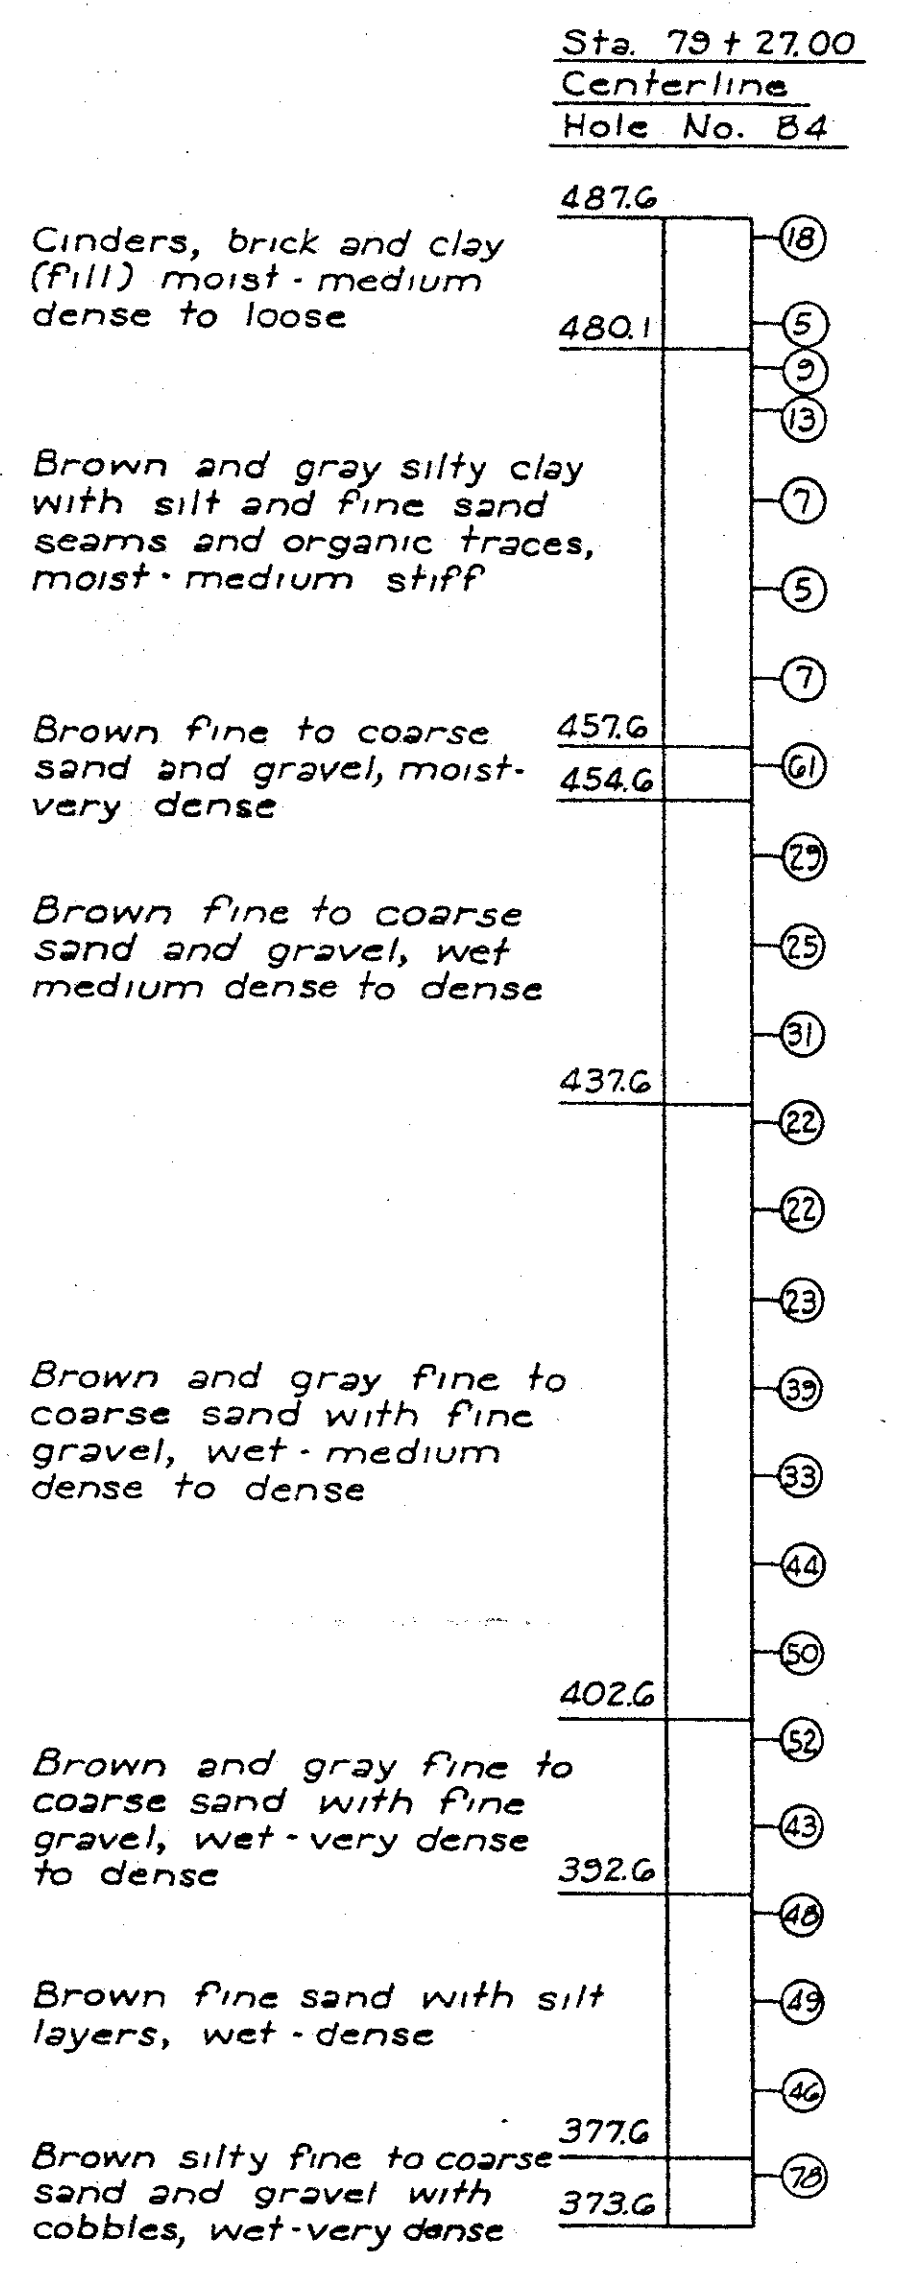 Sta. 79 + 27.00
Centerline
Hole No. B4
487.6
Cinders, brick and clay
(fill) moist - medium
dense to loose
18
5
480.1
9
13
Brown and gray silty clay
with silt and fine sand
seams and organic traces,
moist - medium stiff
7
5
7
457.6
Brown fine to coarse
sand and gravel, moist-
very dense
61
454.6
29
Brown fine to coarse
sand and gravel, wet
medium dense to dense
25
31
437.6
22
22
23
Brown and gray fine to
coarse sand with fine
gravel, wet - medium
dense to dense
39
33
44
50
402.6
52
Brown and gray fine to
coarse sand with fine
gravel, wet - very dense
to dense
43
392.6
48
Brown fine sand with silt
layers, wet - dense
49
46
377.6
Brown silty fine to coarse
sand and gravel with
cobbles, wet - very dense
78
373.6